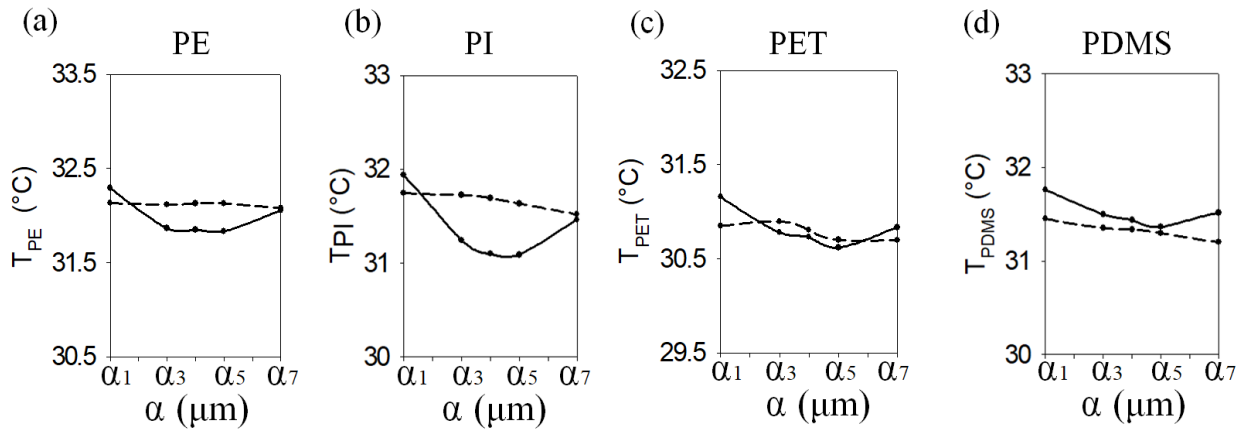 (a)
PE
33.5
32.5
31.5
30.5
T_PE (°C)
α1 α3 α5 α7
α (μm)
(b)
PI
33
32
31
30
TPI (°C)
α1 α3 α5 α7
α (μm)
(c)
PET
32.5
31.5
30.5
29.5
T_PET (°C)
α1 α3 α5 α7
α (μm)
(d)
PDMS
33
32
31
30
T_PDMS (°C)
α1 α3 α5 α7
α (μm)